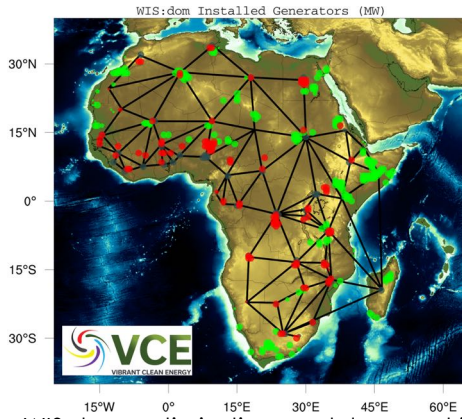 WIS:dom Installed Generators (MW)
30°N
15°N
0°
15°S
30°S
VCE
VIBRANT CLEAN ENERGY
15°W 0° 15°E 30°E 45°E 60°E